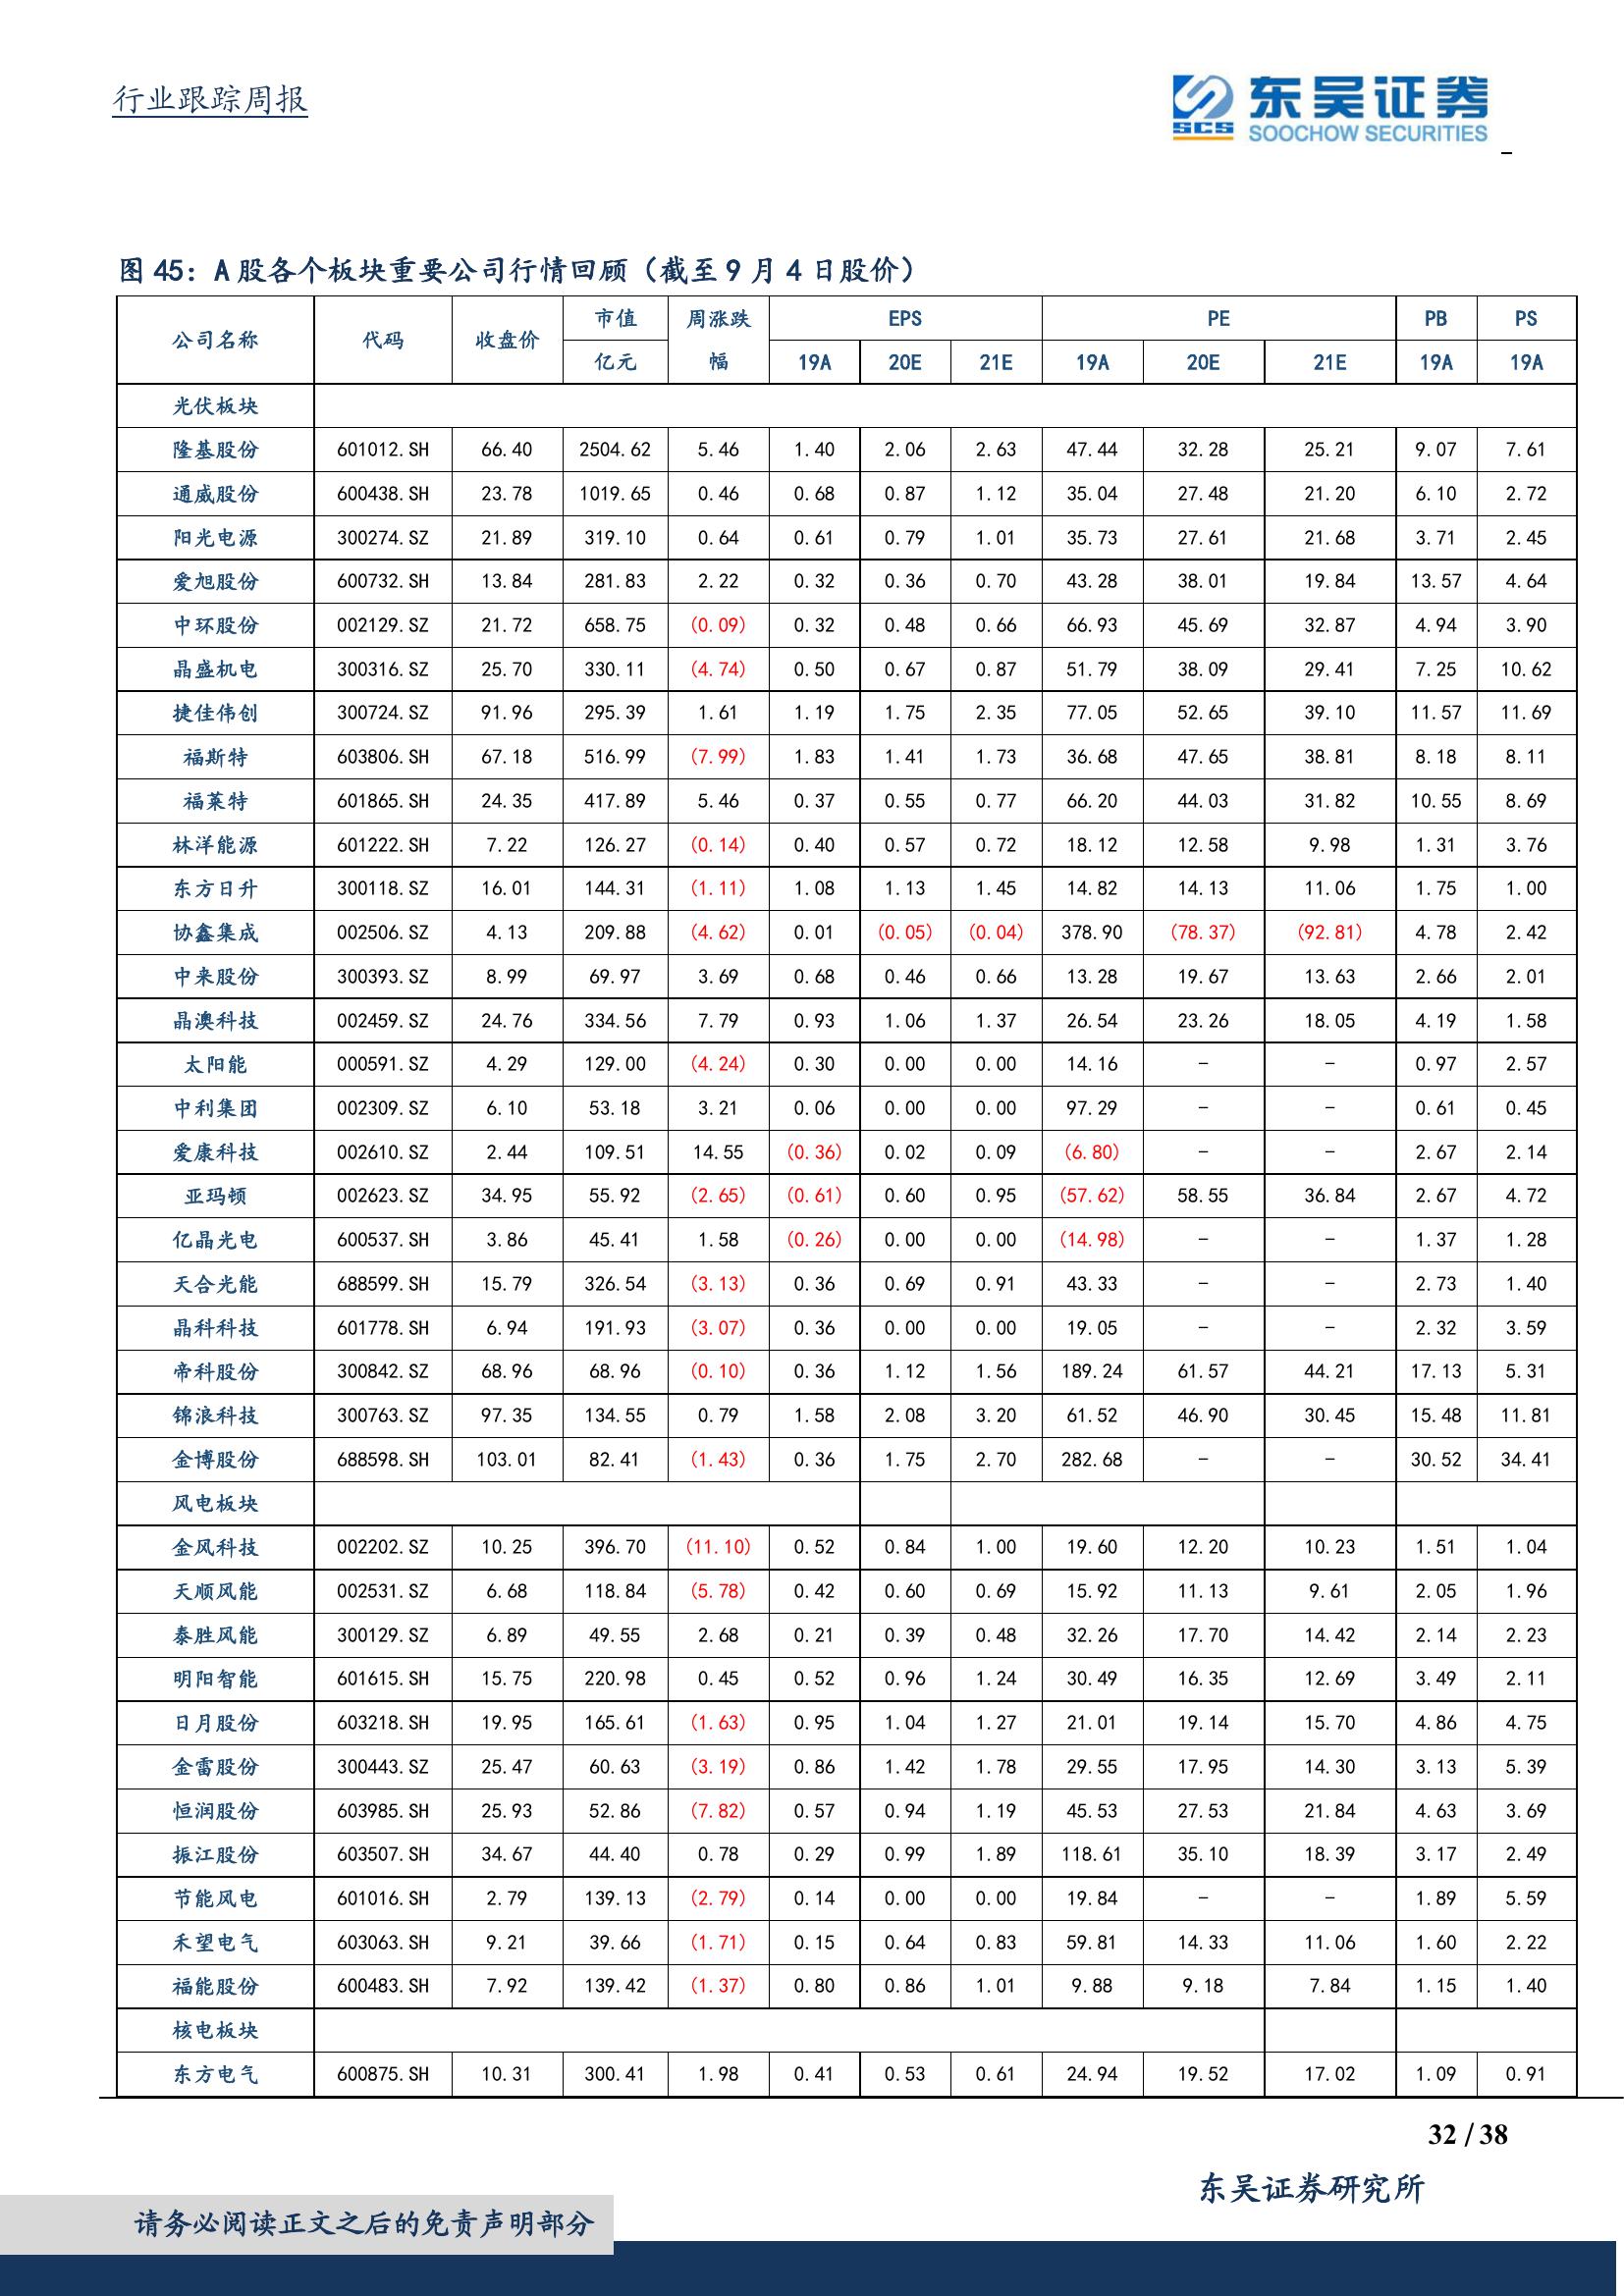 行业跟踪周报
SCS 东吴证券
SOOCHOW SECURITIES
图 45：A 股各个板块重要公司行情回顾（截至 9 月 4 日股价）
公司名称 代码 收盘价 市值 周涨跌 EPS PE PB PS
亿元 幅 19A 20E 21E 19A 20E 21E 19A 19A
光伏板块
隆基股份 601012.SH 66.40 2504.62 5.46 1.40 2.06 2.63 47.44 32.28 25.21 9.07 7.61
通威股份 600438.SH 23.78 1019.65 0.46 0.68 0.87 1.12 35.04 27.48 21.20 6.10 2.72
阳光电源 300274.SZ 21.89 319.10 0.64 0.61 0.79 1.01 35.73 27.61 21.68 3.71 2.45
爱旭股份 600732.SH 13.84 281.83 2.22 0.32 0.36 0.70 43.28 38.01 19.84 13.57 4.64
中环股份 002129.SZ 21.72 658.75 (0.09) 0.32 0.48 0.66 66.93 45.69 32.87 4.94 3.90
晶盛机电 300316.SZ 25.70 330.11 (4.74) 0.50 0.67 0.87 51.79 38.09 29.41 7.25 10.62
捷佳伟创 300724.SZ 91.96 295.39 1.61 1.19 1.75 2.35 77.05 52.65 39.10 11.57 11.69
福斯特 603806.SH 67.18 516.99 (7.99) 1.83 1.41 1.73 36.68 47.65 38.81 8.18 8.11
福莱特 601865.SH 24.35 417.89 5.46 0.37 0.55 0.77 66.20 44.03 31.82 10.55 8.69
林洋能源 601222.SH 7.22 126.27 (0.14) 0.40 0.57 0.72 18.12 12.58 9.98 1.31 3.76
东方日升 300118.SZ 16.01 144.31 (1.11) 1.08 1.13 1.45 14.82 14.13 11.06 1.75 1.00
协鑫集成 002506.SZ 4.13 209.88 (4.62) 0.01 (0.05) (0.04) 378.90 (78.37) (92.81) 4.78 2.42
中来股份 300393.SZ 8.99 69.97 3.69 0.68 0.46 0.66 13.28 19.67 13.63 2.66 2.01
晶澳科技 002459.SZ 24.76 334.56 7.79 0.93 1.06 1.37 26.54 23.26 18.05 4.19 1.58
太阳能 000591.SZ 4.29 129.00 (4.24) 0.30 0.00 0.00 14.16 - - 0.97 2.57
中利集团 002309.SZ 6.10 53.18 3.21 0.06 0.00 0.00 97.29 - - 0.61 0.45
爱康科技 002610.SZ 2.44 109.51 14.55 (0.36) 0.02 0.09 (6.80) - - 2.67 2.14
亚玛顿 002623.SZ 34.95 55.92 (2.65) (0.61) 0.60 0.95 (57.62) 58.55 36.84 2.67 4.72
亿晶光电 600537.SH 3.86 45.41 1.58 (0.26) 0.00 0.00 (14.98) - - 1.37 1.28
天合光能 688599.SH 15.79 326.54 (3.13) 0.36 0.69 0.91 43.33 - - 2.73 1.40
晶科科技 601778.SH 6.94 191.93 (3.07) 0.36 0.00 0.00 19.05 - - 2.32 3.59
帝科股份 300842.SZ 68.96 68.96 (0.10) 0.36 1.12 1.56 189.24 61.57 44.21 17.13 5.31
锦浪科技 300763.SZ 97.35 134.55 0.79 1.58 2.08 3.20 61.52 46.90 30.45 15.48 11.81
金博股份 688598.SH 103.01 82.41 (1.43) 0.36 1.75 2.70 282.68 - - 30.52 34.41
风电板块
金风科技 002202.SZ 10.25 396.70 (11.10) 0.52 0.84 1.00 19.60 12.20 10.23 1.51 1.04
天顺风能 002531.SZ 6.68 118.84 (5.78) 0.42 0.60 0.69 15.92 11.13 9.61 2.05 1.96
泰胜风能 300129.SZ 6.89 49.55 2.68 0.21 0.39 0.48 32.26 17.70 14.42 2.14 2.23
明阳智能 601615.SH 15.75 220.98 0.45 0.52 0.96 1.24 30.49 16.35 12.69 3.49 2.11
日月股份 603218.SH 19.95 165.61 (1.63) 0.95 1.04 1.27 21.01 19.14 15.70 4.86 4.75
金雷股份 300443.SZ 25.47 60.63 (3.19) 0.86 1.42 1.78 29.55 17.95 14.30 3.13 5.39
恒润股份 603985.SH 25.93 52.86 (7.82) 0.57 0.94 1.19 45.53 27.53 21.84 4.63 3.69
振江股份 603507.SH 34.67 44.40 0.78 0.29 0.99 1.89 118.61 35.10 18.39 3.17 2.49
节能风电 601016.SH 2.79 139.13 (2.79) 0.14 0.00 0.00 19.84 - - 1.89 5.59
禾望电气 603063.SH 9.21 39.66 (1.71) 0.15 0.64 0.83 59.81 14.33 11.06 1.60 2.22
福能股份 600483.SH 7.92 139.42 (1.37) 0.80 0.86 1.01 9.88 9.18 7.84 1.15 1.40
核电板块
东方电气 600875.SH 10.31 300.41 1.98 0.41 0.53 0.61 24.94 19.52 17.02 1.09 0.91
32 / 38
东吴证券研究所
请务必阅读正文之后的免责声明部分